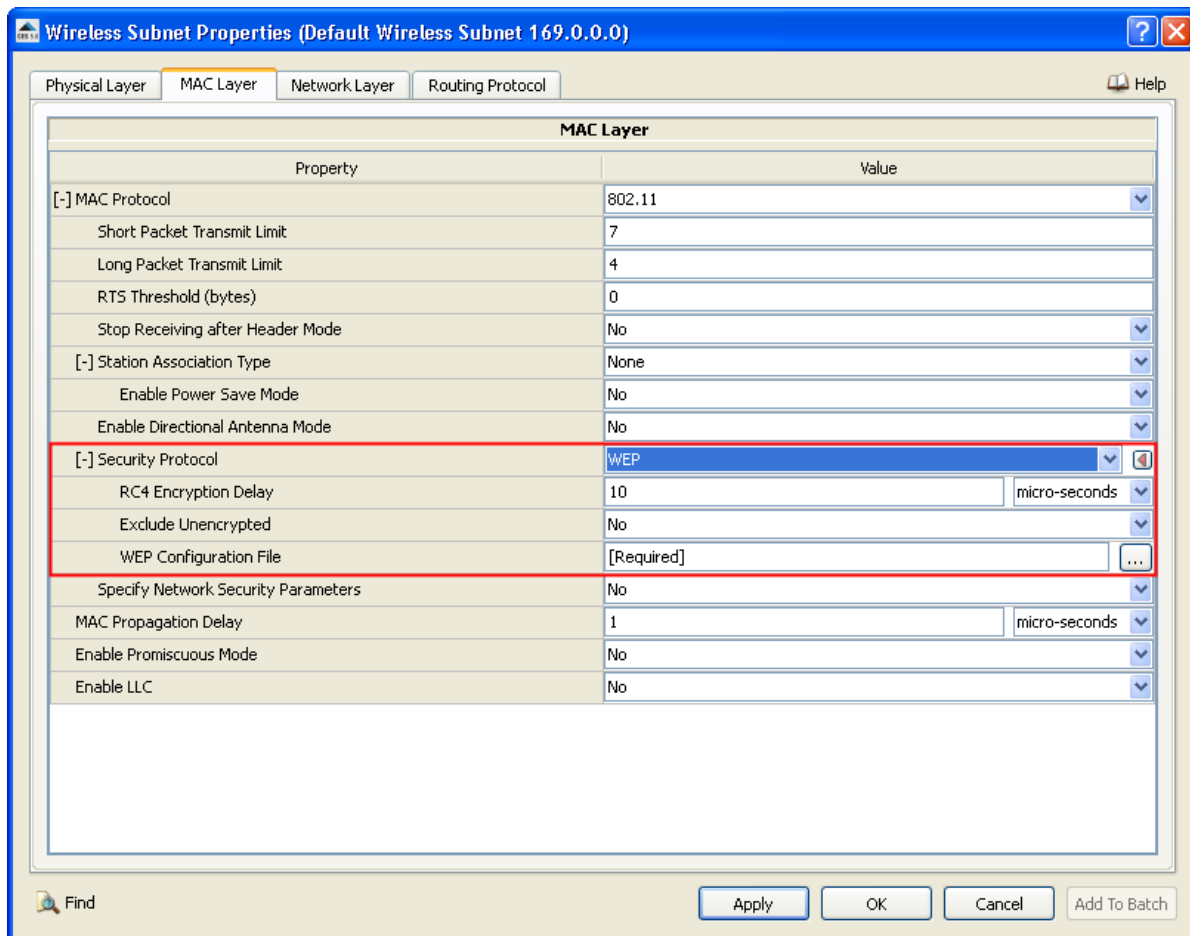 Wireless Subnet Properties (Default Wireless Subnet 169.0.0.0)
Physical Layer MAC Layer Network Layer Routing Protocol Help
MAC Layer
Property Value
[-] MAC Protocol 802.11
Short Packet Transmit Limit 7
Long Packet Transmit Limit 4
RTS Threshold (bytes) 0
Stop Receiving after Header Mode No
[-] Station Association Type None
Enable Power Save Mode No
Enable Directional Antenna Mode No
[-] Security Protocol WEP
RC4 Encryption Delay 10 micro-seconds
Exclude Unencrypted No
WEP Configuration File [Required] ...
Specify Network Security Parameters No
MAC Propagation Delay 1 micro-seconds
Enable Promiscuous Mode No
Enable LLC No
Find Apply OK Cancel Add To Batch